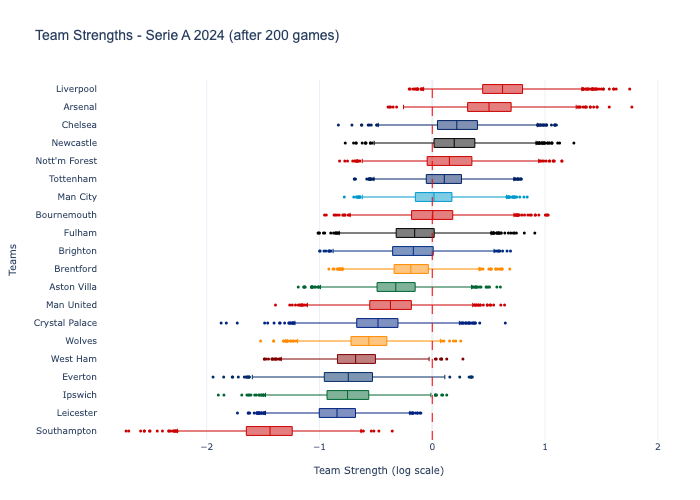 Team Strengths - Serie A 2024 (after 200 games)
Liverpool
Arsenal
Chelsea
Newcastle
Nott'm Forest
Tottenham
Man City
Bournemouth
Fulham
Brighton
Brentford
Aston Villa
Man United
Crystal Palace
Wolves
West Ham
Everton
Ipswich
Leicester
Southampton
Teams
−2 −1 0 1 2
Team Strength (log scale)